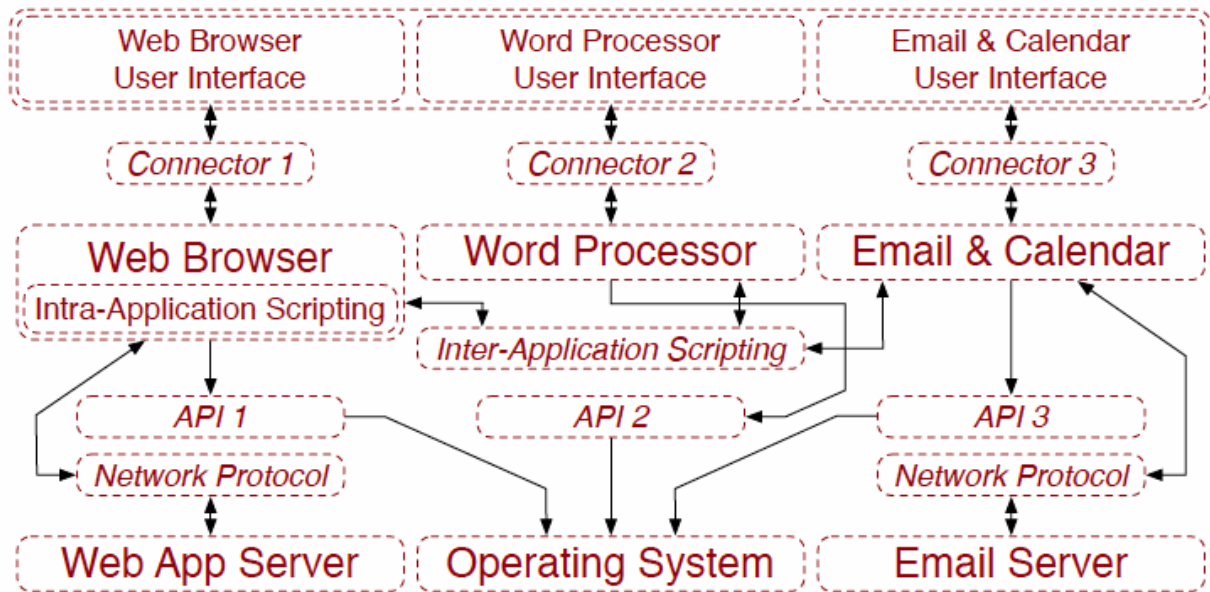 Web Browser
User Interface
Word Processor
User Interface
Email & Calendar
User Interface
Connector 1
Connector 2
Connector 3
Web Browser
Word Processor
Email & Calendar
Intra-Application Scripting
Inter-Application Scripting
API 1
API 2
API 3
Network Protocol
Network Protocol
Web App Server
Operating System
Email Server